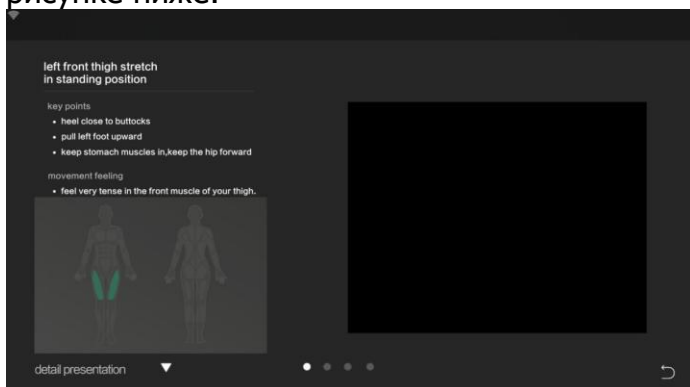 рисунке ниже.
left front thigh stretch
in standing position
key points
• heel close to buttocks
• pull left foot upward
• keep stomach muscles in,keep the hip forward
movement feeling
• feel very tense in the front muscle of your thigh.
detail presentation